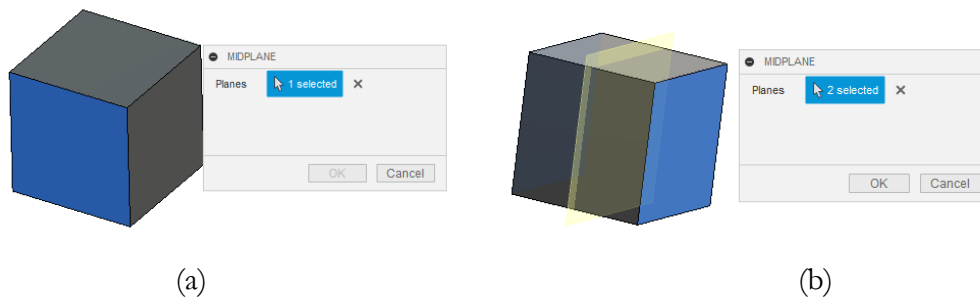 MIDPLANE
Planes 1 selected
OK Cancel
MIDPLANE
Planes 2 selected
OK Cancel
(a) (b)